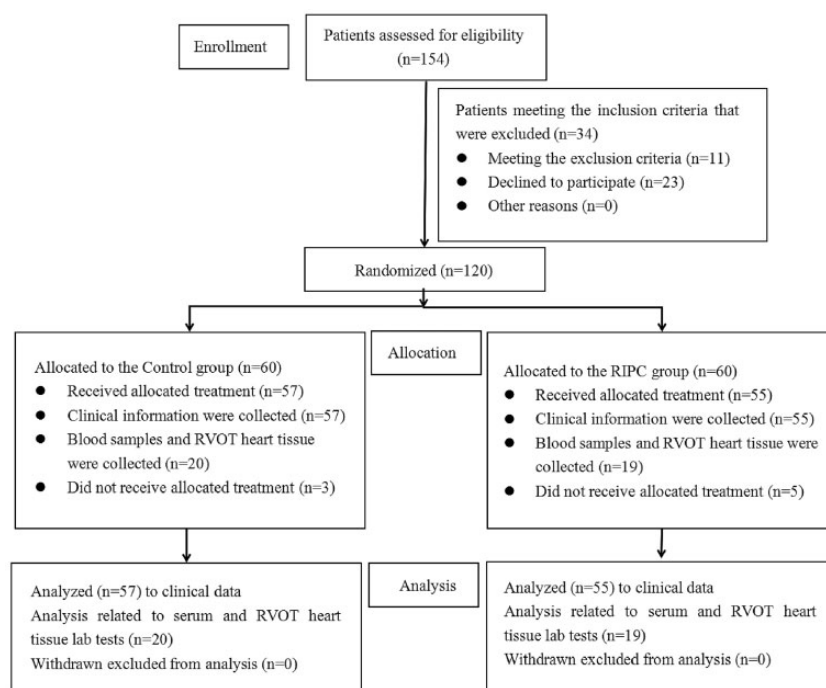 Enrollment
Patients assessed for eligibility
(n=154)
Patients meeting the inclusion criteria that
were excluded (n=34)
● Meeting the exclusion criteria (n=11)
● Declined to participate (n=23)
● Other reasons (n=0)
Randomized (n=120)
Allocation
Allocated to the Control group (n=60)
● Received allocated treatment (n=57)
● Clinical information were collected (n=57)
● Blood samples and RVOT heart tissue
were collected (n=20)
● Did not receive allocated treatment (n=3)
Allocated to the RIPC group (n=60)
● Received allocated treatment (n=55)
● Clinical information were collected (n=55)
● Blood samples and RVOT heart tissue were
collected (n=19)
● Did not receive allocated treatment (n=5)
Analysis
Analyzed (n=57) to clinical data
Analysis related to serum and RVOT heart
tissue lab tests (n=20)
Withdrawn excluded from analysis (n=0)
Analyzed (n=55) to clinical data
Analysis related to serum and RVOT heart
tissue lab tests (n=19)
Withdrawn excluded from analysis (n=0)